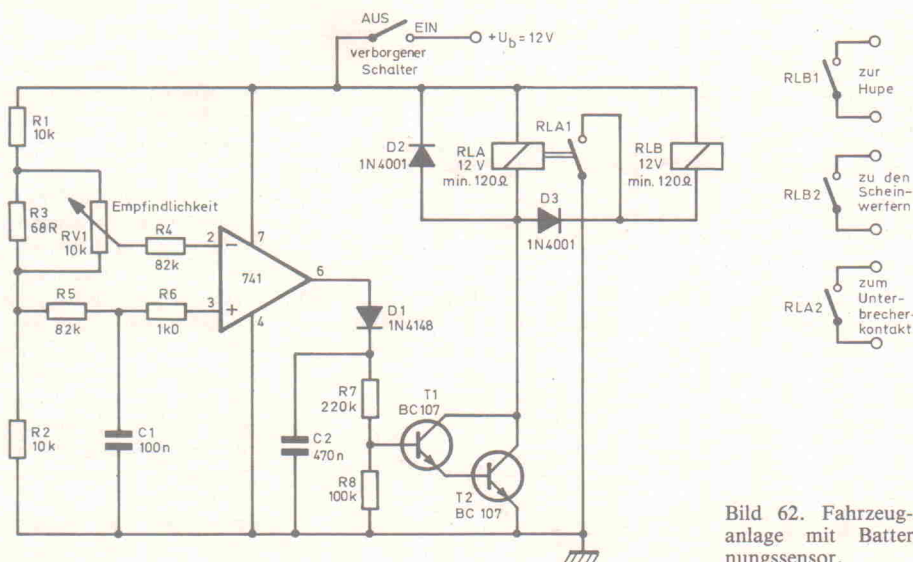 AUS
EIN
+U_b = 12 V
verborgener
Schalter
R1
10k
R3
68R
Empfindlichkeit
RV1
10k
R4
82k
2
7
741
6
3
4
R5
82k
R6
1k0
R2
10k
C1
100n
D1
1N4148
C2
470n
R7
220k
R8
100k
T1
BC 107
T2
BC 107
D2
1N4001
RLA
12 V
min. 120Ω
RLA1
D3
1N4001
RLB
12V
min. 120Ω
RLB1
zur
Hupe
RLB2
zu den
Schein-
werfern
RLA2
zum
Unter-
brecher-
kontakt
Bild 62. Fahrzeug-
anlage mit Batter
nungssensor.